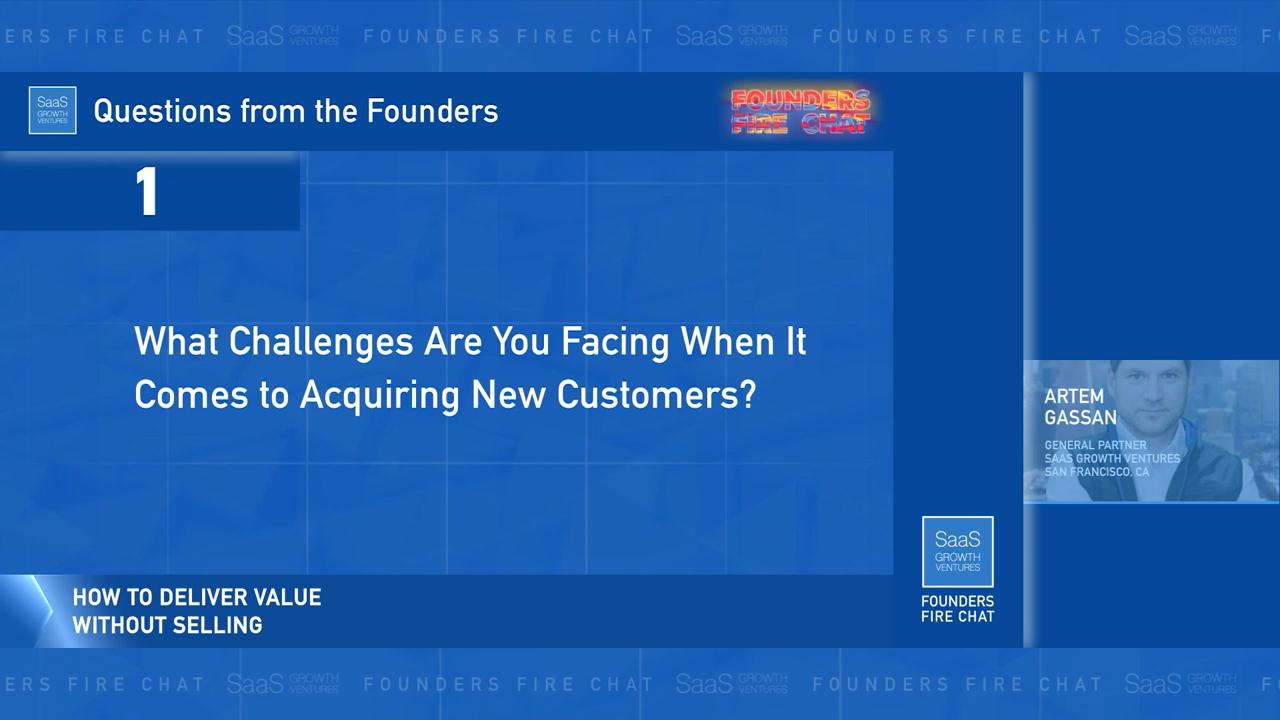 ERS FIRE CHAT SaaS GROWTH VENTURES FOUNDERS FIRE CHAT SaaS GROWTH VENTURES FOUNDERS FIRE CHAT SaaS GROWTH VENTURES F
SaaS
GROWTH
VENTURES
Questions from the Founders
FOUNDERS
FIRE CHAT
1
What Challenges Are You Facing When It
Comes to Acquiring New Customers?
ARTEM
GASSAN
GENERAL PARTNER
SAAS GROWTH VENTURES
SAN FRANCISCO, CA
SaaS
GROWTH
VENTURES
FOUNDERS
FIRE CHAT
HOW TO DELIVER VALUE
WITHOUT SELLING
ERS FIRE CHAT SaaS GROWTH VENTURES FOUNDERS FIRE CHAT SaaS GROWTH VENTURES FOUNDERS FIRE CHAT SaaS GROWTH VENTURES F